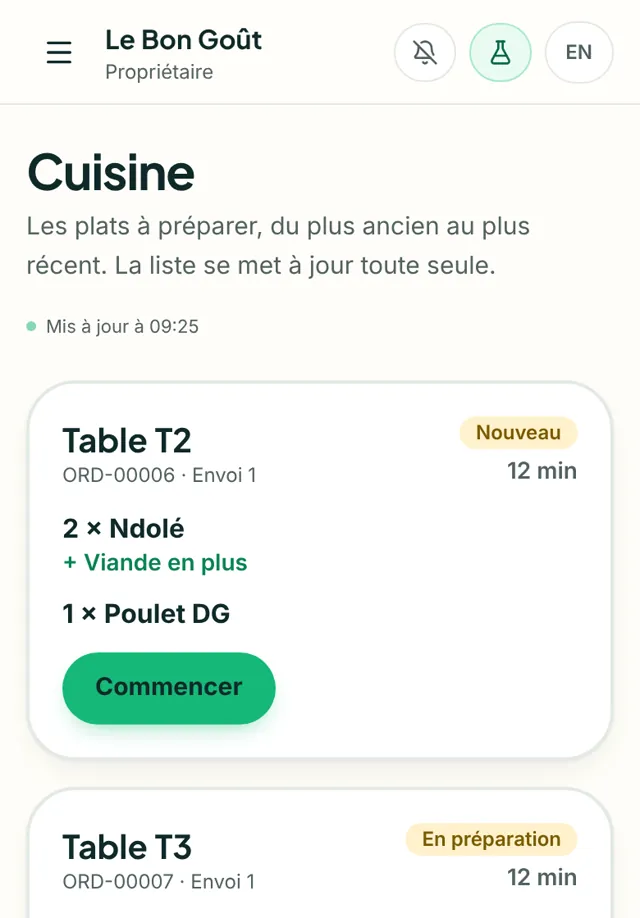 Le Bon Goût
Propriétaire
EN
Cuisine
Les plats à préparer, du plus ancien au plus
récent. La liste se met à jour toute seule.
Mis à jour à 09:25
Table T2
Nouveau
ORD-00006 · Envoi 1
12 min
2 × Ndolé
+ Viande en plus
1 × Poulet DG
Commencer
Table T3
En préparation
ORD-00007 · Envoi 1
12 min